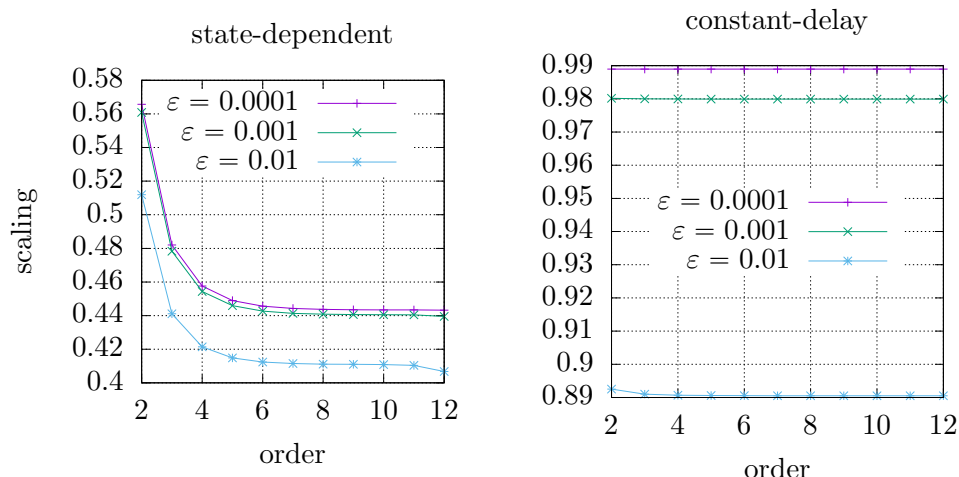 state-dependent
0.58
0.56
0.54
0.52
0.5
0.48
0.46
0.44
0.42
0.4
2 4 6 8 10 12
scaling
order
ε = 0.0001
ε = 0.001
ε = 0.01
constant-delay
0.99
0.98
0.97
0.96
0.95
0.94
0.93
0.92
0.91
0.9
0.89
2 4 6 8 10 12
order
ε = 0.0001
ε = 0.001
ε = 0.01